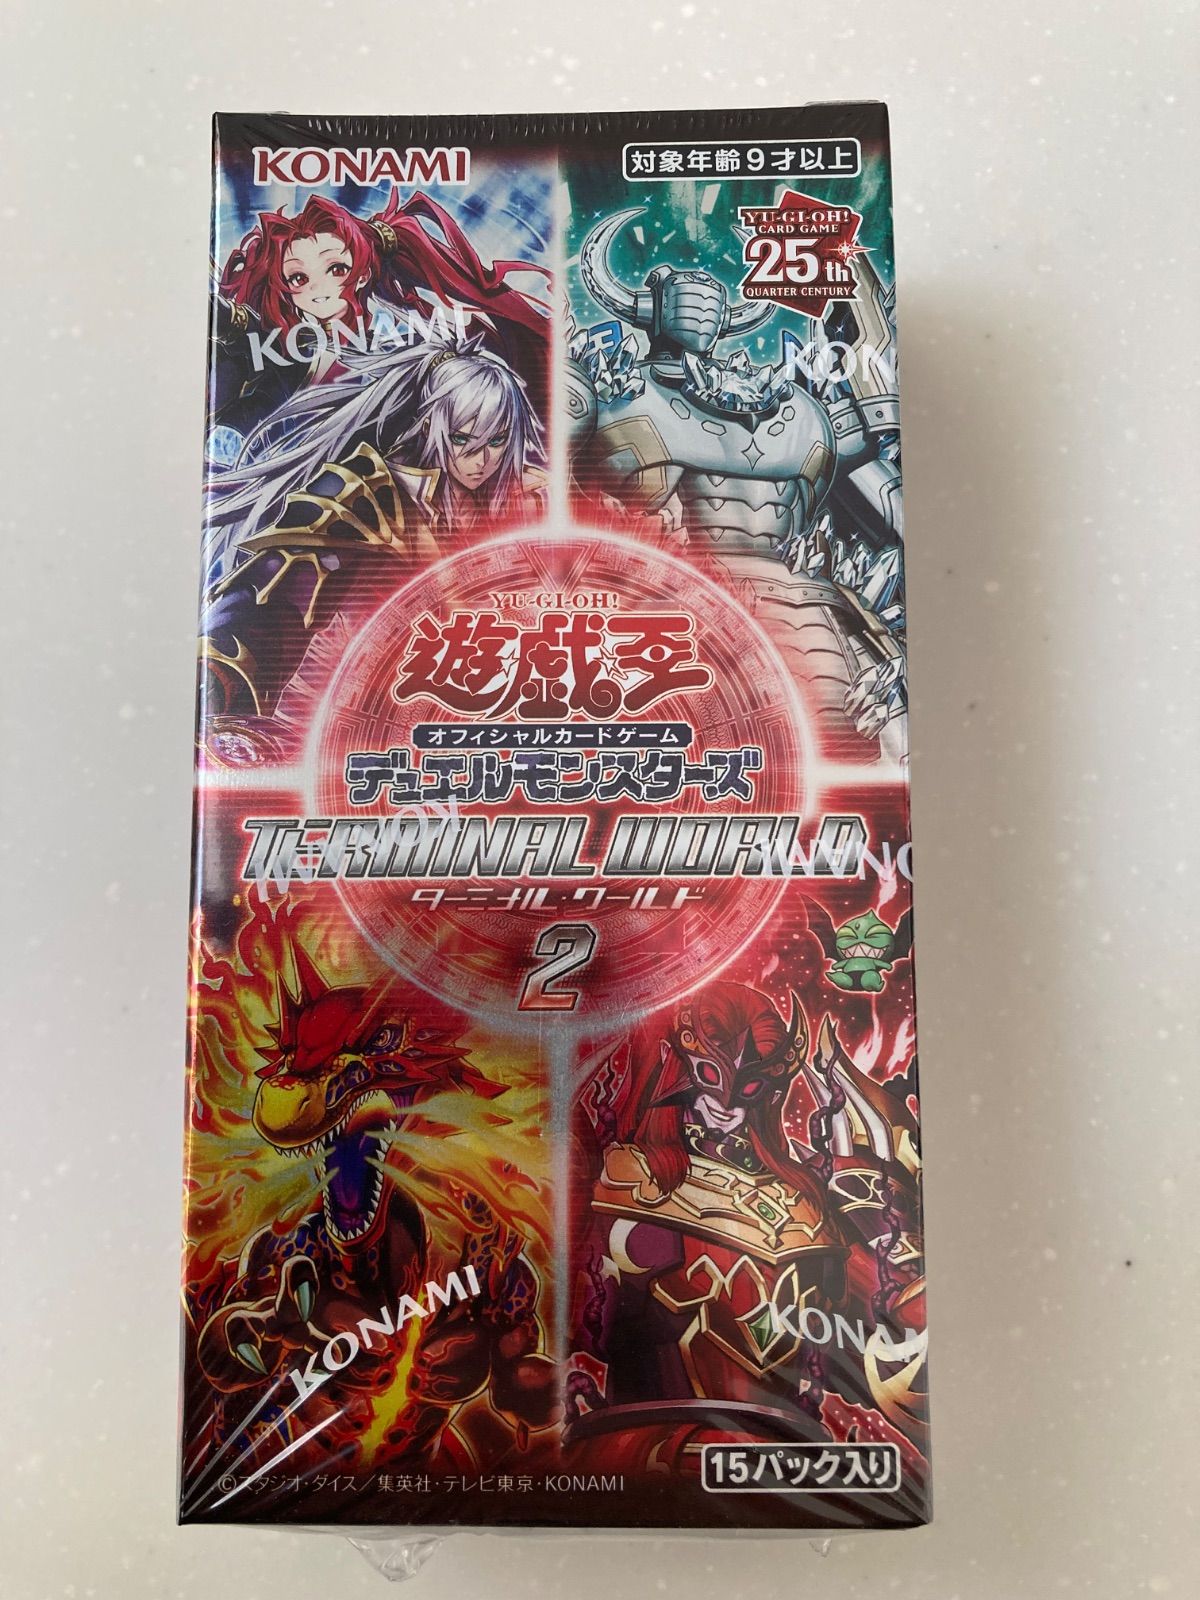 KONAMI
対象年齢9才以上
YU-GI-OH!
CARD GAME
25th
QUARTER CENTURY
KONAMI
KON
YU-GI-OH!
遊戯王
オフィシャルカードゲーム
デュエルモンスターズ
KONAMI
TERMINAL WORLD
ONAMI
ターミナル・ワールド
2
KONAMI
KONAM
15パック入り
©スタジオ・ダイス／集英社・テレビ東京・KONAMI